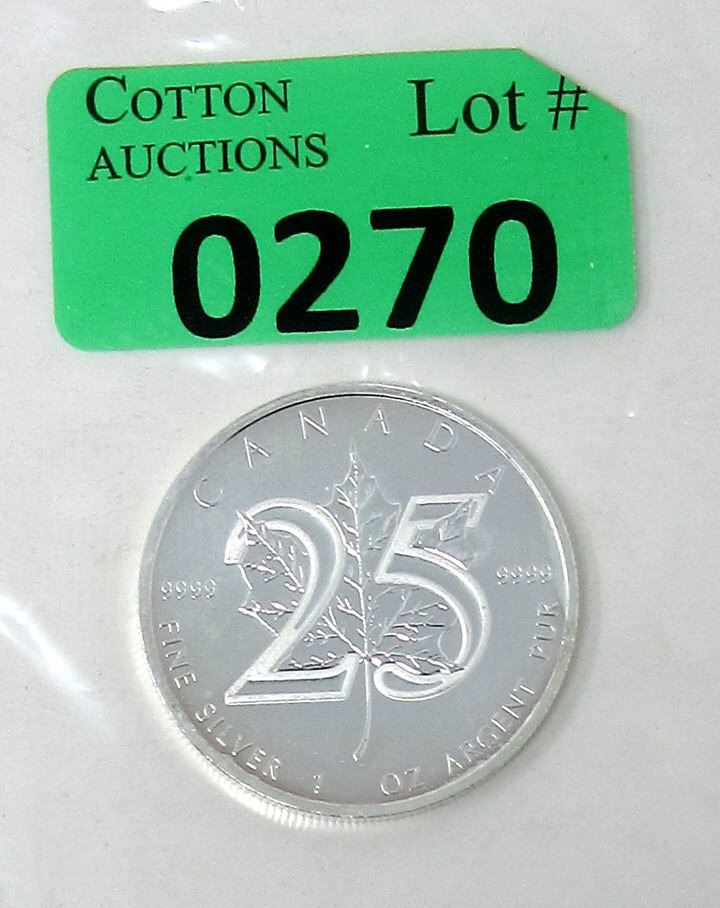 COTTON
AUCTIONS
Lot #
0270
CANADA
25
9999
9999
FINE SILVER 1 OZ ARGENT PUR